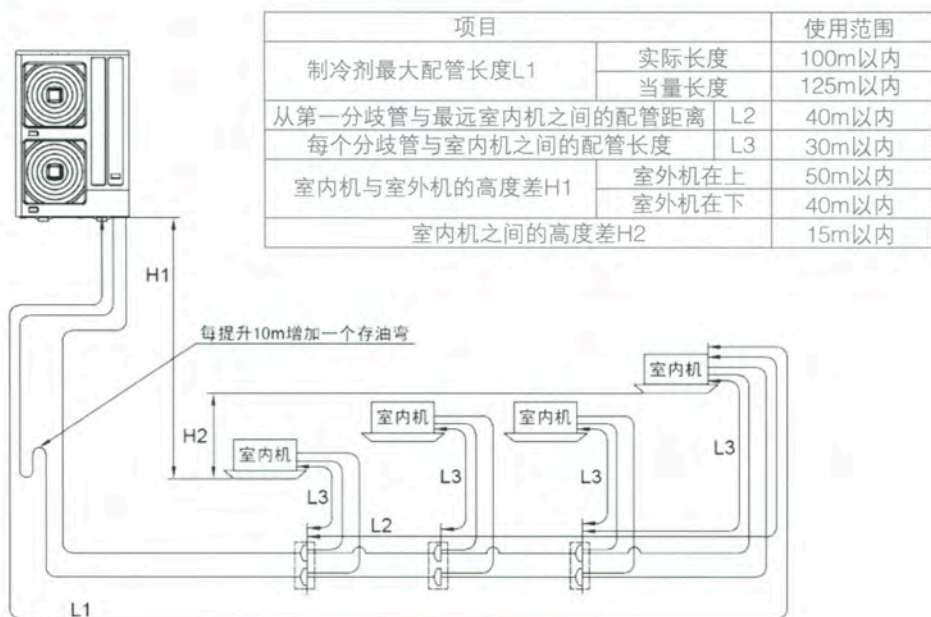 项目 使用范围
制冷剂最大配管长度L1 实际长度 100m以内
当量长度 125m以内
从第一分歧管与最远室内机之间的配管距离 L2 40m以内
每个分歧管与室内机之间的配管长度 L3 30m以内
室内机与室外机的高度差H1 室外机在上 50m以内
室外机在下 40m以内
室内机之间的高度差H2 15m以内
H1
每提升10m增加一个存油弯
室内机
室内机
室内机
H2
室内机
L3
L3
L3
L3
L2
L1